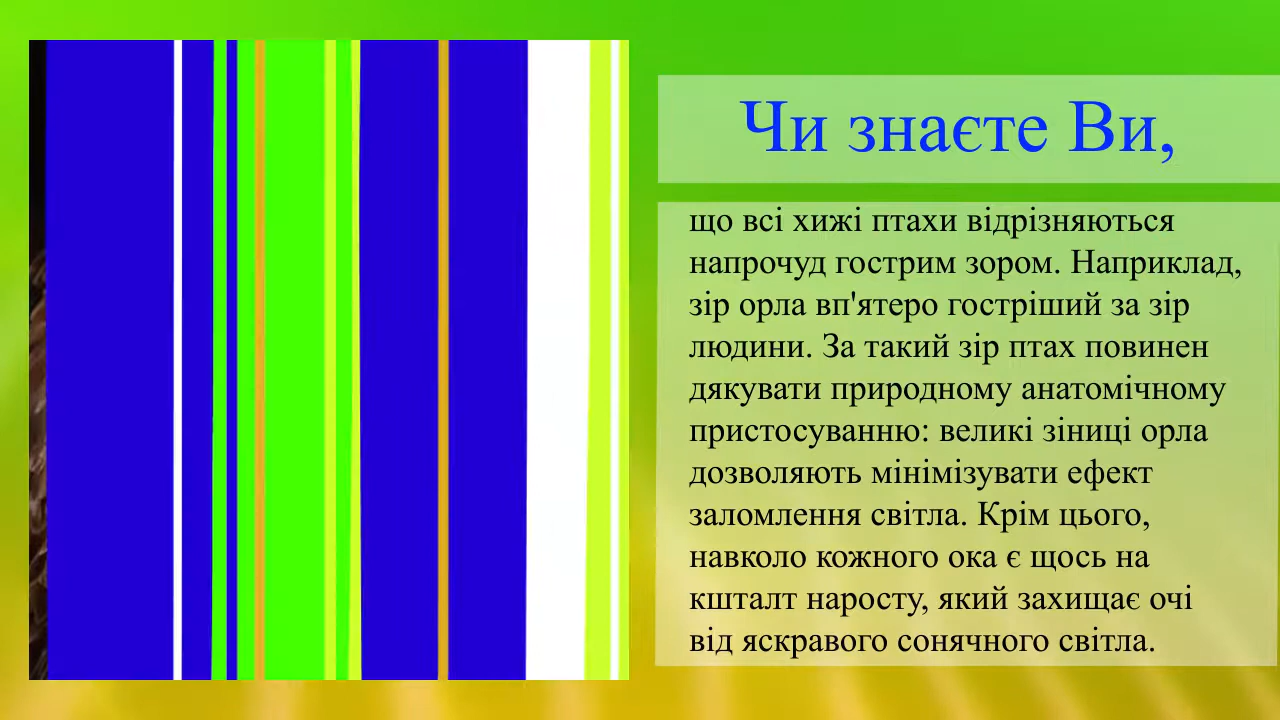 Чи знаєте Ви,
що всі хижі птахи відрізняються
напрочуд гострим зором. Наприклад,
зір орла вп'ятеро гостріший за зір
людини. За такий зір птах повинен
дякувати природному анатомічному
пристосуванню: великі зіниці орла
дозволяють мінімізувати ефект
заломлення світла. Крім цього,
навколо кожного ока є щось на
кшталт наросту, який захищає очі
від яскравого сонячного світла.